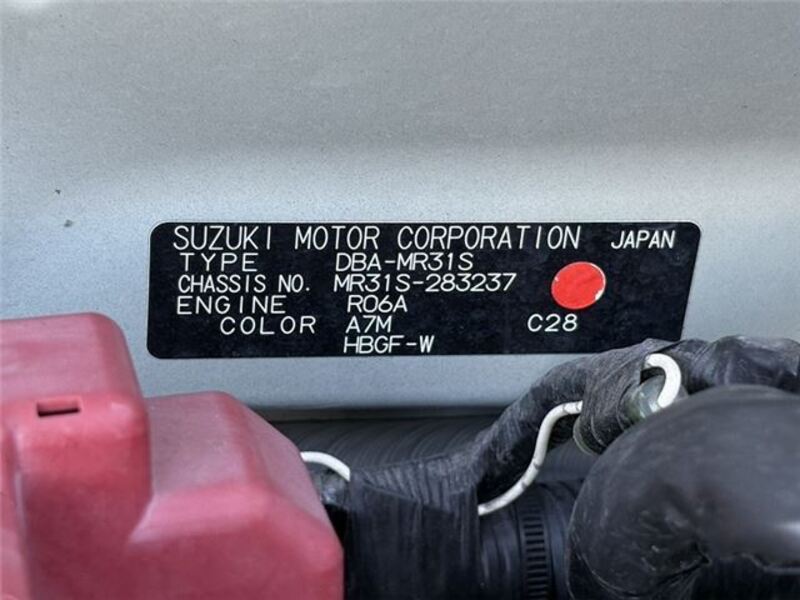 SUZUKI MOTOR CORPORATION JAPAN
TYPE DBA-MR31S
CHASSIS NO. MR31S-283237
ENGINE R06A
COLOR A7M C28
HBGF-W